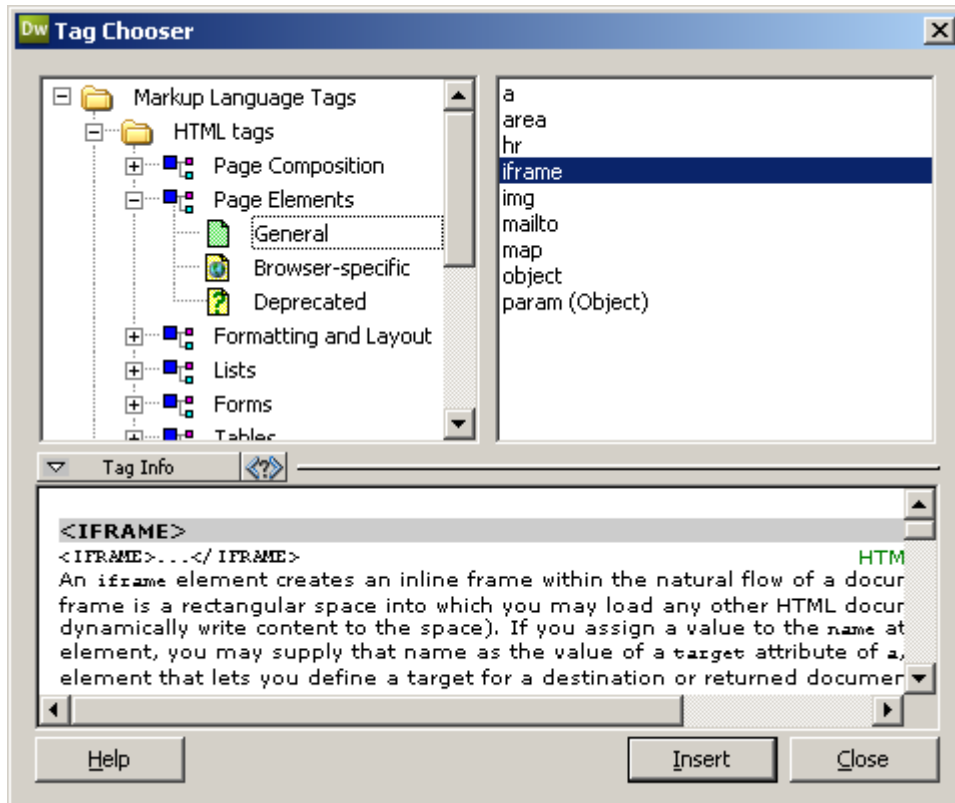 Dw Tag Chooser
Markup Language Tags
HTML tags
Page Composition
Page Elements
General
Browser-specific
Deprecated
Formatting and Layout
Lists
Forms
Tables
a
area
hr
iframe
img
mailto
map
object
param (Object)
Tag Info
<?>
<IFRAME>
<IFRAME>...</IFRAME> HTM
An iframe element creates an inline frame within the natural flow of a docur
frame is a rectangular space into which you may load any other HTML docur
dynamically write content to the space). If you assign a value to the name at
element, you may supply that name as the value of a target attribute of a,
element that lets you define a target for a destination or returned documer
Help
Insert
Close